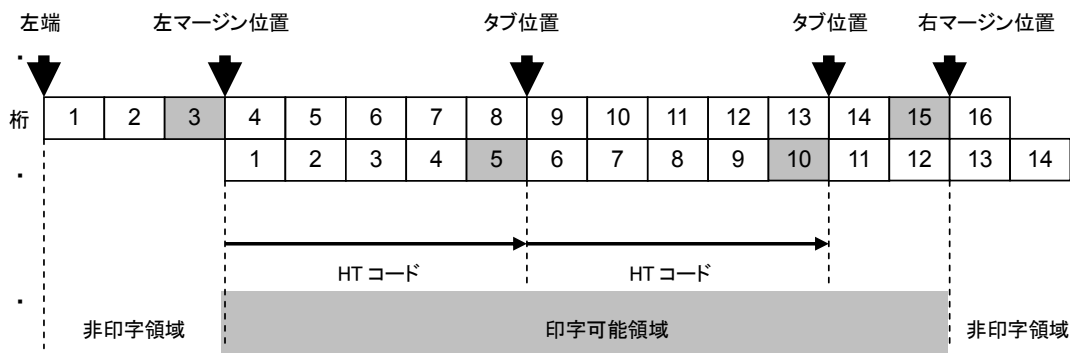 左端 左マージン位置 タブ位置 タブ位置 右マージン位置
桁 1 2 3 4 5 6 7 8 9 10 11 12 13 14 15 16
1 2 3 4 5 6 7 8 9 10 11 12 13 14
HT コード HT コード
非印字領域 印字可能領域 非印字領域